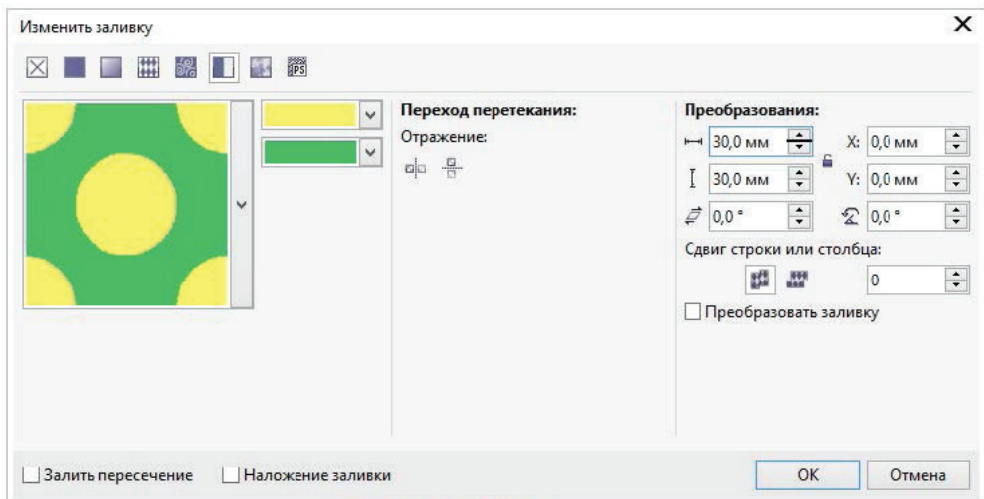 Изменить заливку
PS
Переход перетекания:
Отражение:
Преобразования:
30,0 мм X: 0,0 мм
30,0 мм Y: 0,0 мм
0,0 ° 0,0 °
Сдвиг строки или столбца:
0
Преобразовать заливку
Залить пересечение Наложение заливки OK Отмена